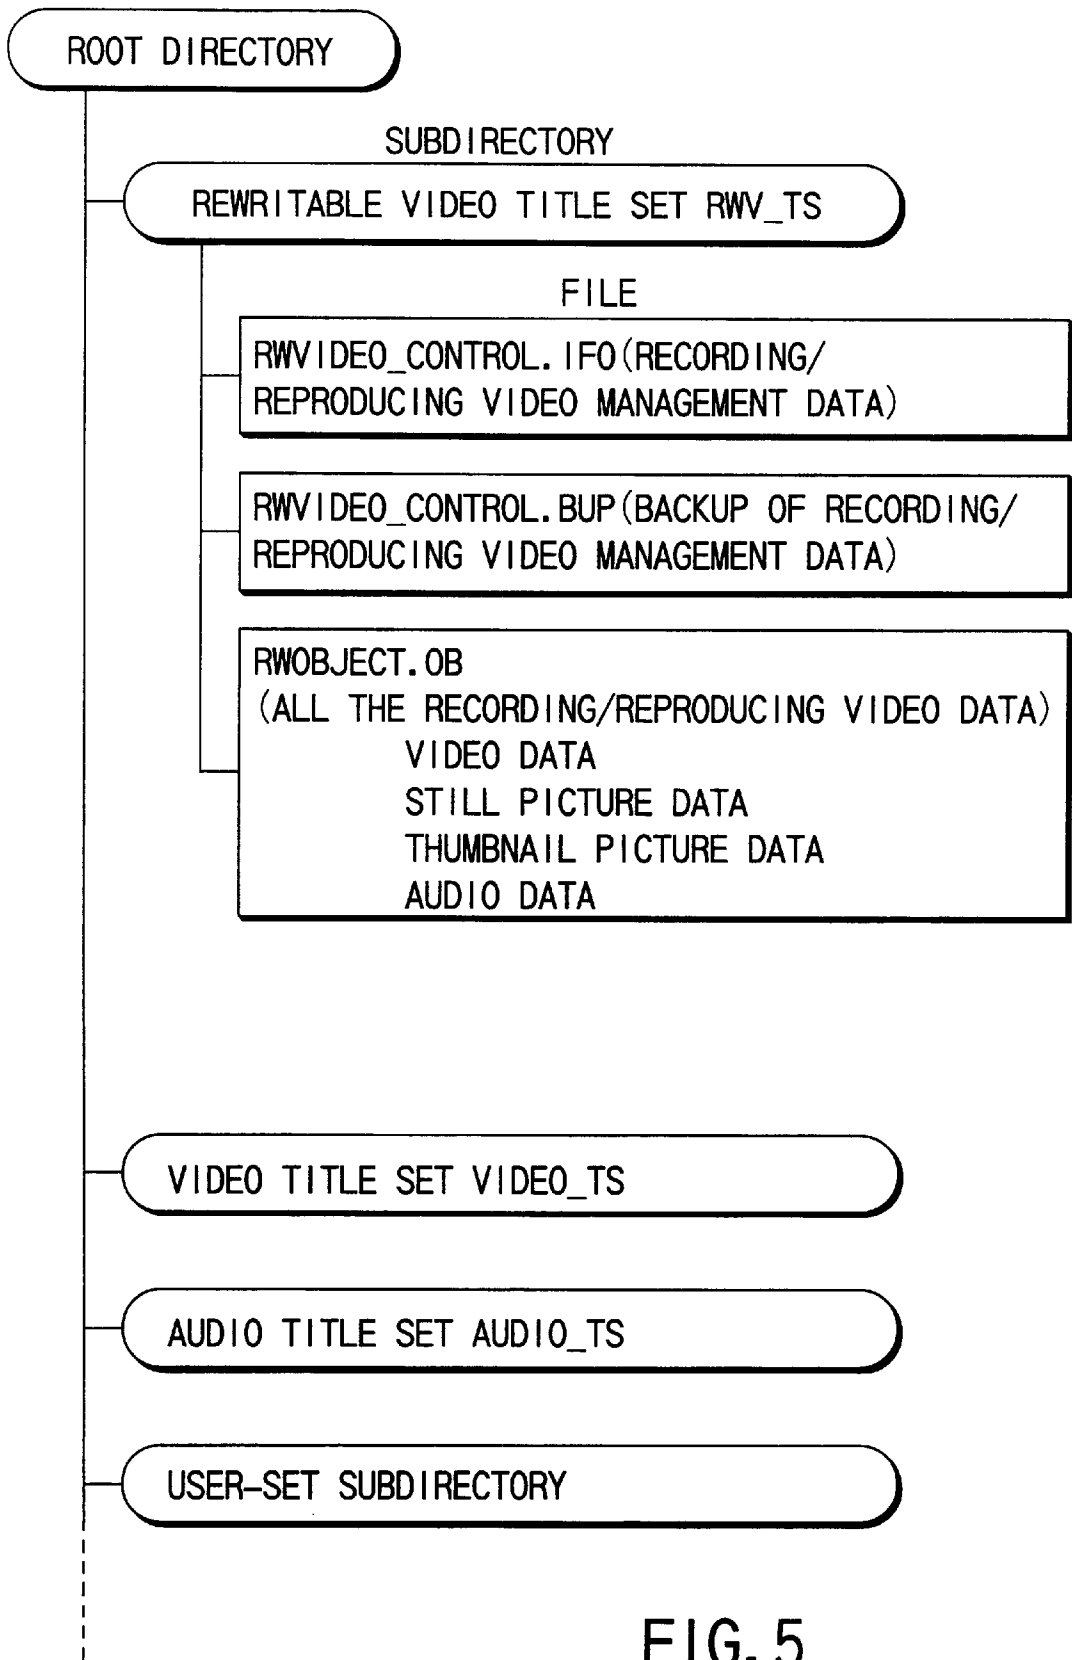 ROOT DIRECTORY
SUBDIRECTORY
REWRITABLE VIDEO TITLE SET RWV_TS
FILE
RWVIDEO_CONTROL.IFO(RECORDING/
REPRODUCING VIDEO MANAGEMENT DATA)
RWVIDEO_CONTROL.BUP(BACKUP OF RECORDING/
REPRODUCING VIDEO MANAGEMENT DATA)
RWOBJECT.OB
(ALL THE RECORDING/REPRODUCING VIDEO DATA)
VIDEO DATA
STILL PICTURE DATA
THUMBNAIL PICTURE DATA
AUDIO DATA
VIDEO TITLE SET VIDEO_TS
AUDIO TITLE SET AUDIO_TS
USER-SET SUBDIRECTORY
FIG. 5